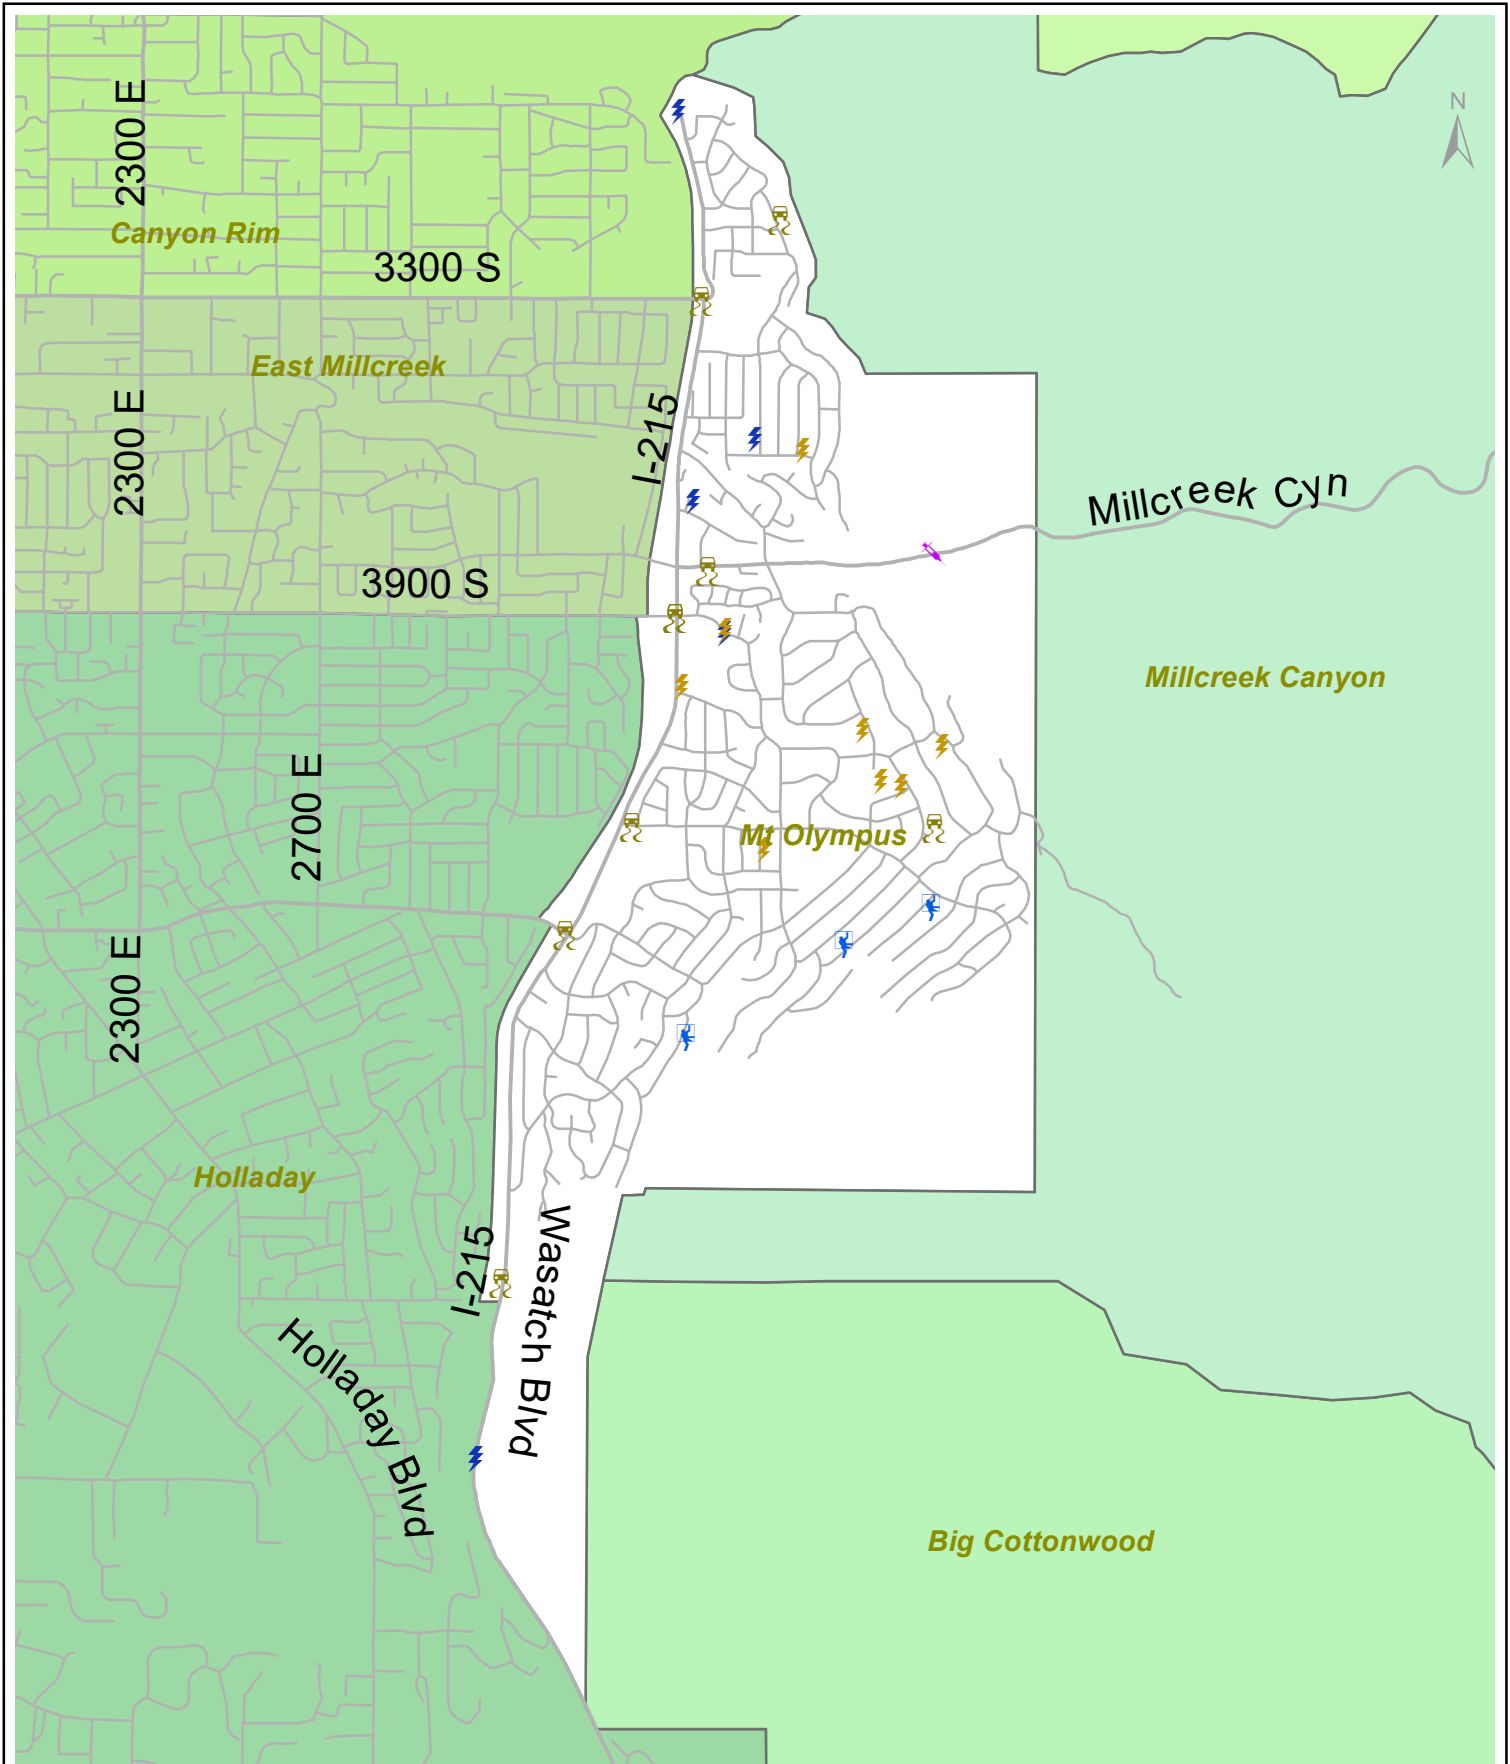 N
2300 E
Canyon Rim
3300 S
East Millcreek
2300 E
I-215
Millcreek Cyn
3900 S
Millcreek Canyon
2700 E
Mt Olympus
2300 E
Holladay
I-215
Wasatch Blvd
Holladay Blvd
Big Cottonwood